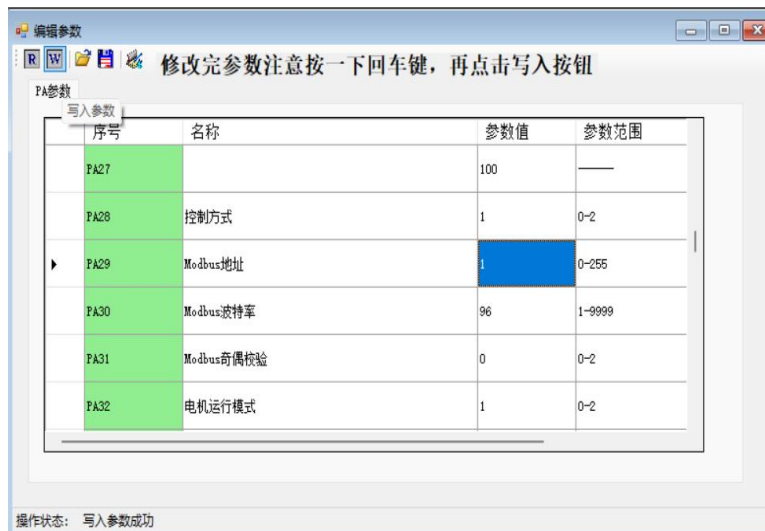 编辑参数
R W 修改完参数注意按一下回车键，再点击写入按钮
PA参数
写入参数
序号 名称 参数值 参数范围
PA27 100 ———
PA28 控制方式 1 0-2
PA29 Modbus地址 1 0-255
PA30 Modbus波特率 96 1-9999
PA31 Modbus奇偶校验 0 0-2
PA32 电机运行模式 1 0-2
操作状态： 写入参数成功